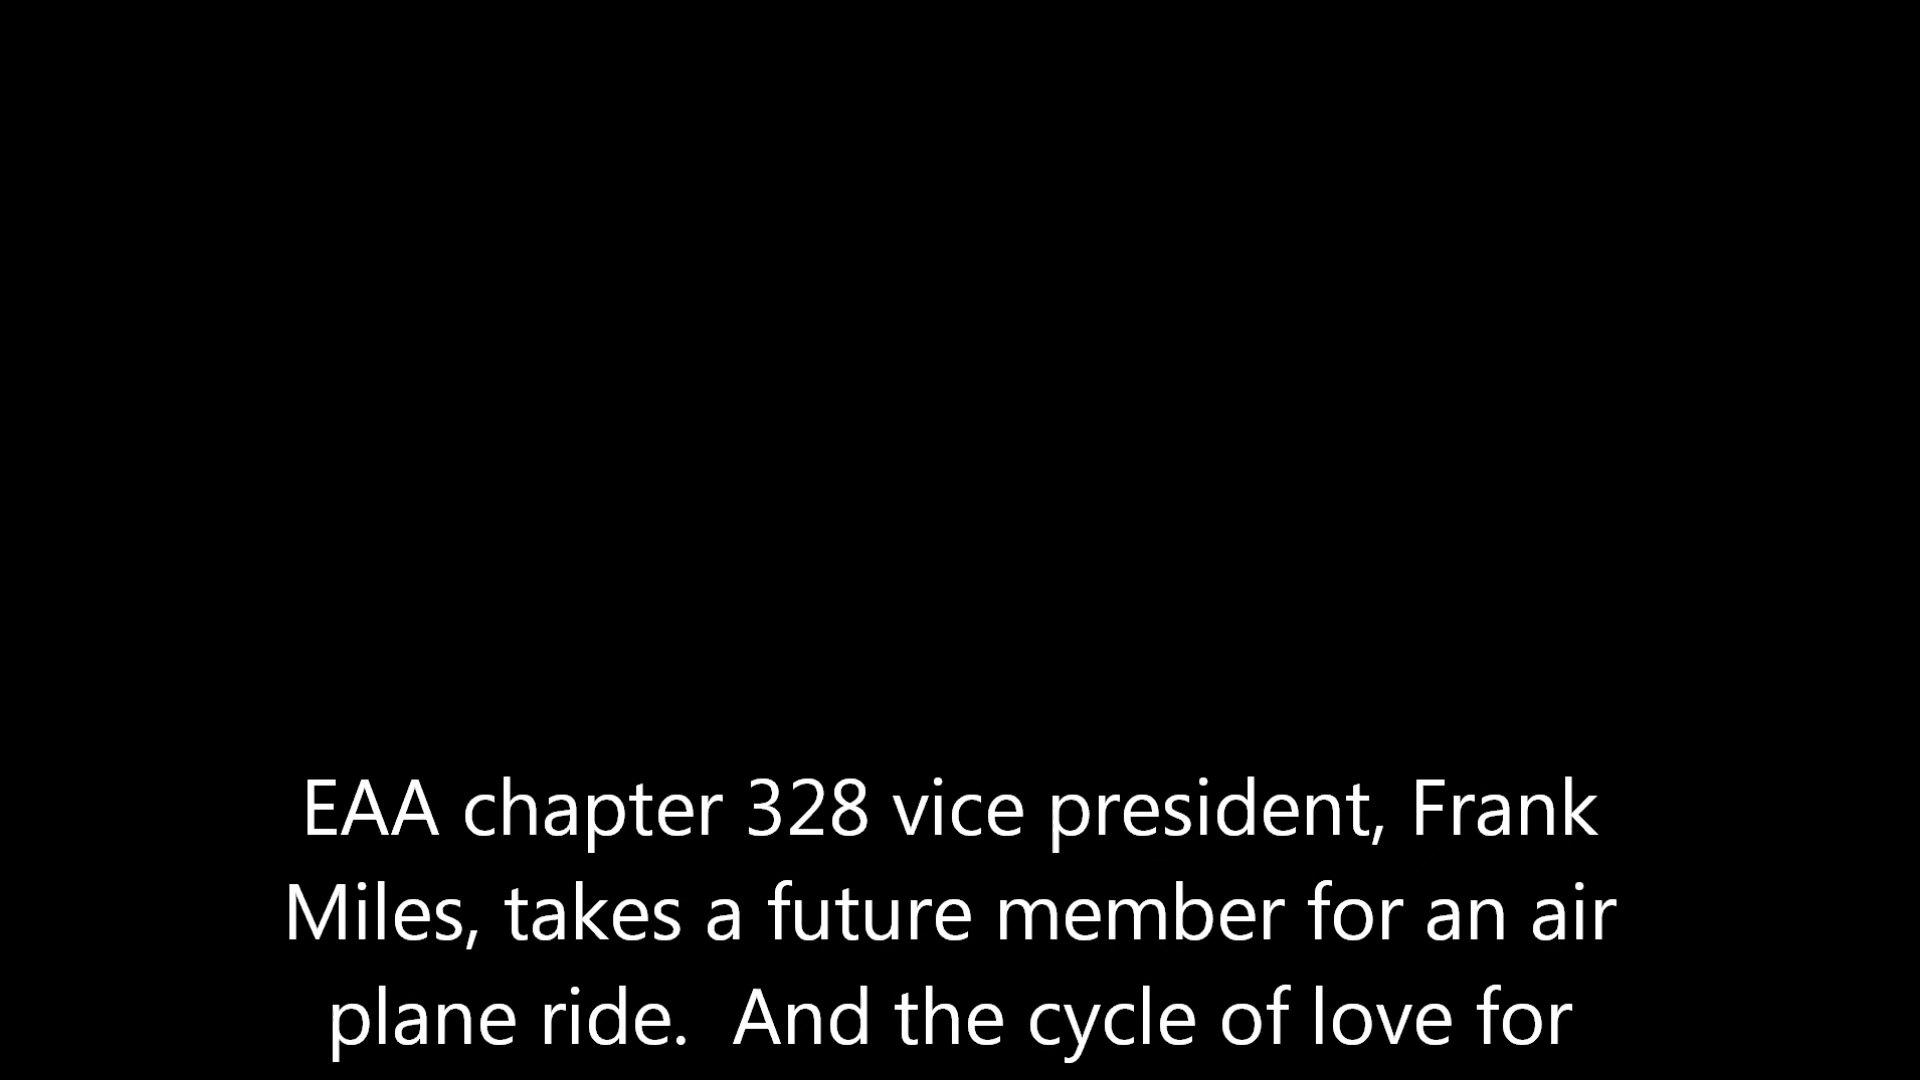 EAA chapter 328 vice president, Frank
Miles, takes a future member for an air
plane ride.  And the cycle of love for